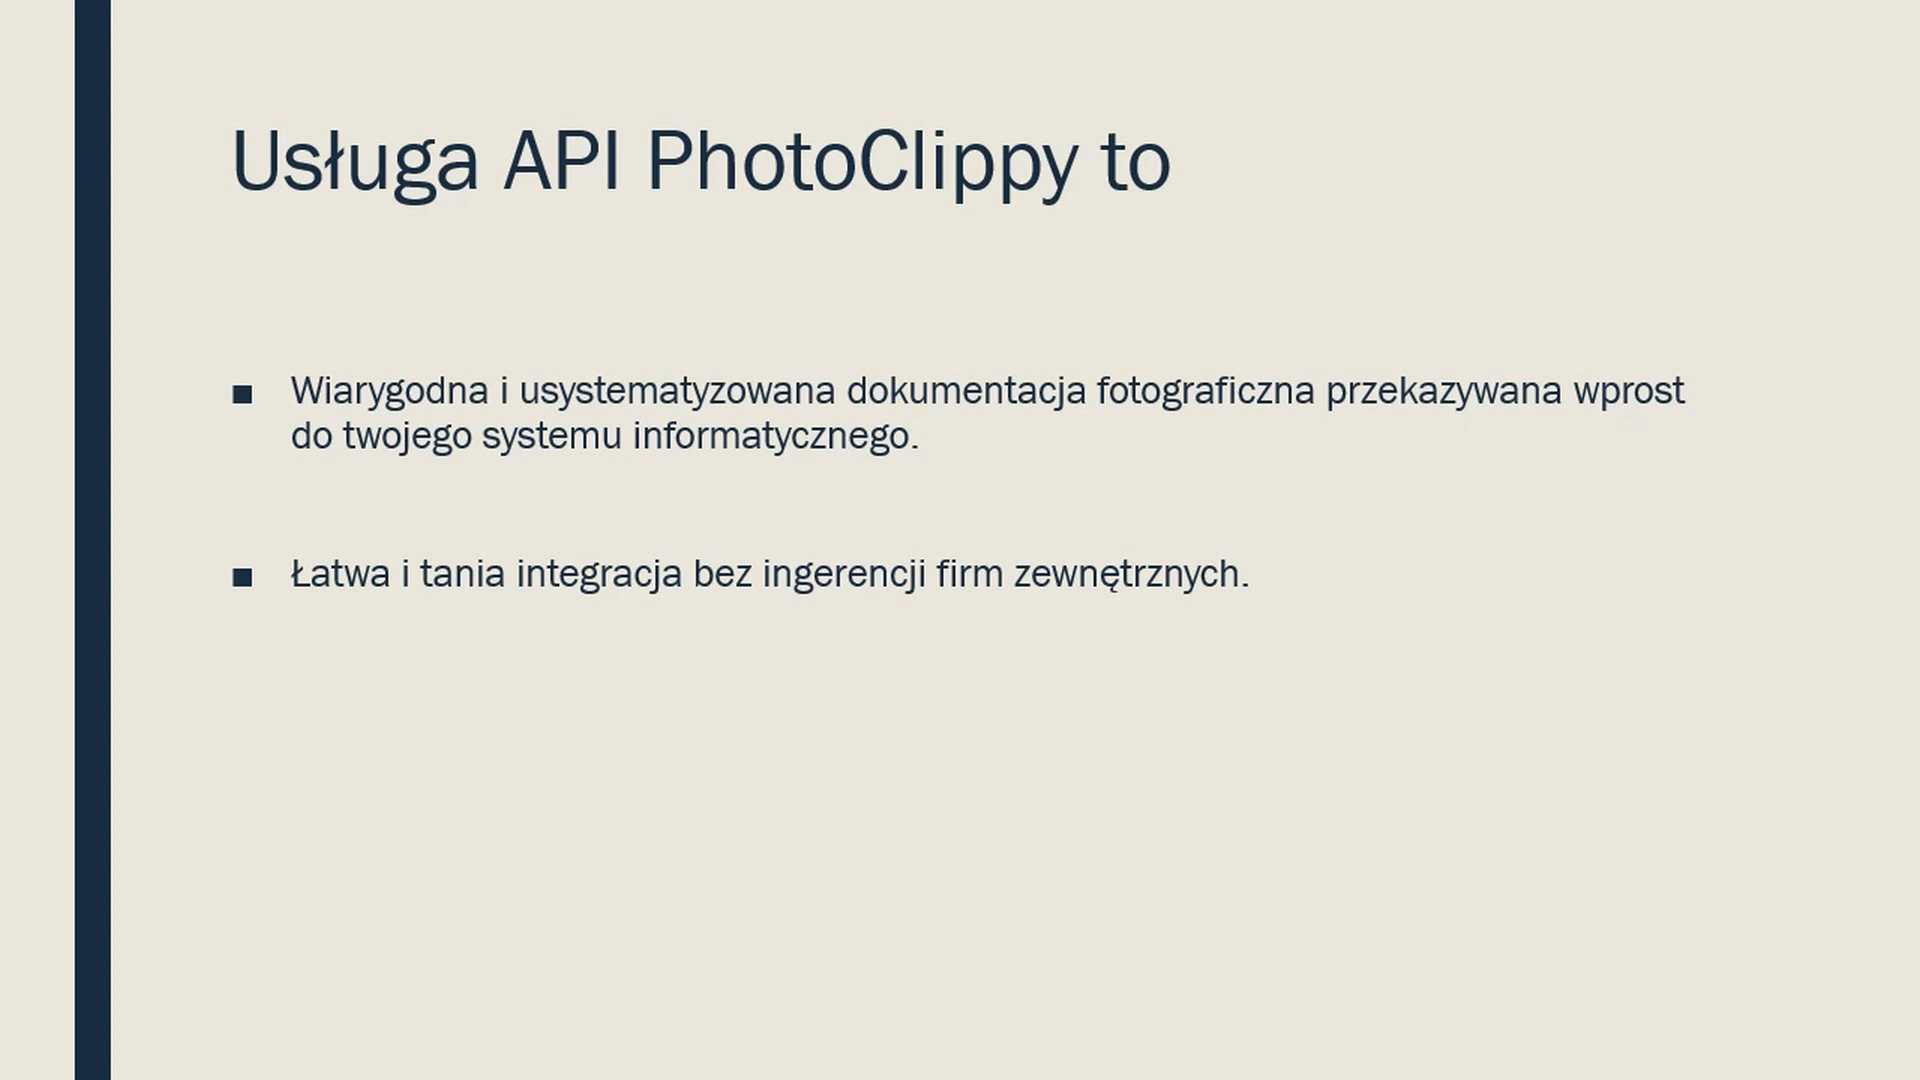 Usługa API PhotoClippy to
■ Wiarygodna i usystematyzowana dokumentacja fotograficzna przekazywana wprost
do twojego systemu informatycznego.
■ Łatwa i tania integracja bez ingerencji firm zewnętrznych.